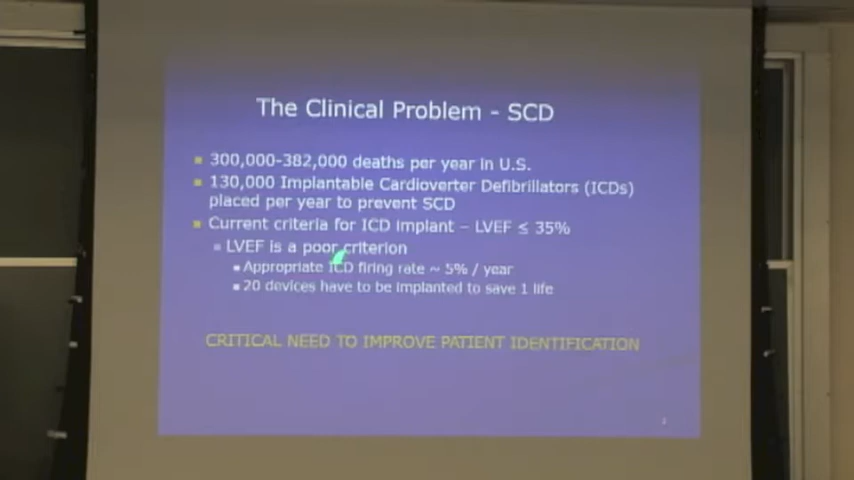 The Clinical Problem - SCD
300,000-382,000 deaths per year in U.S.
130,000 Implantable Cardioverter Defibrillators (ICDs)
placed per year to prevent SCD
Current criteria for ICD implant – LVEF ≤ 35%
LVEF is a poor criterion
Appropriate ICD firing rate ~ 5% / year
20 devices have to be implanted to save 1 life
CRITICAL NEED TO IMPROVE PATIENT IDENTIFICATION